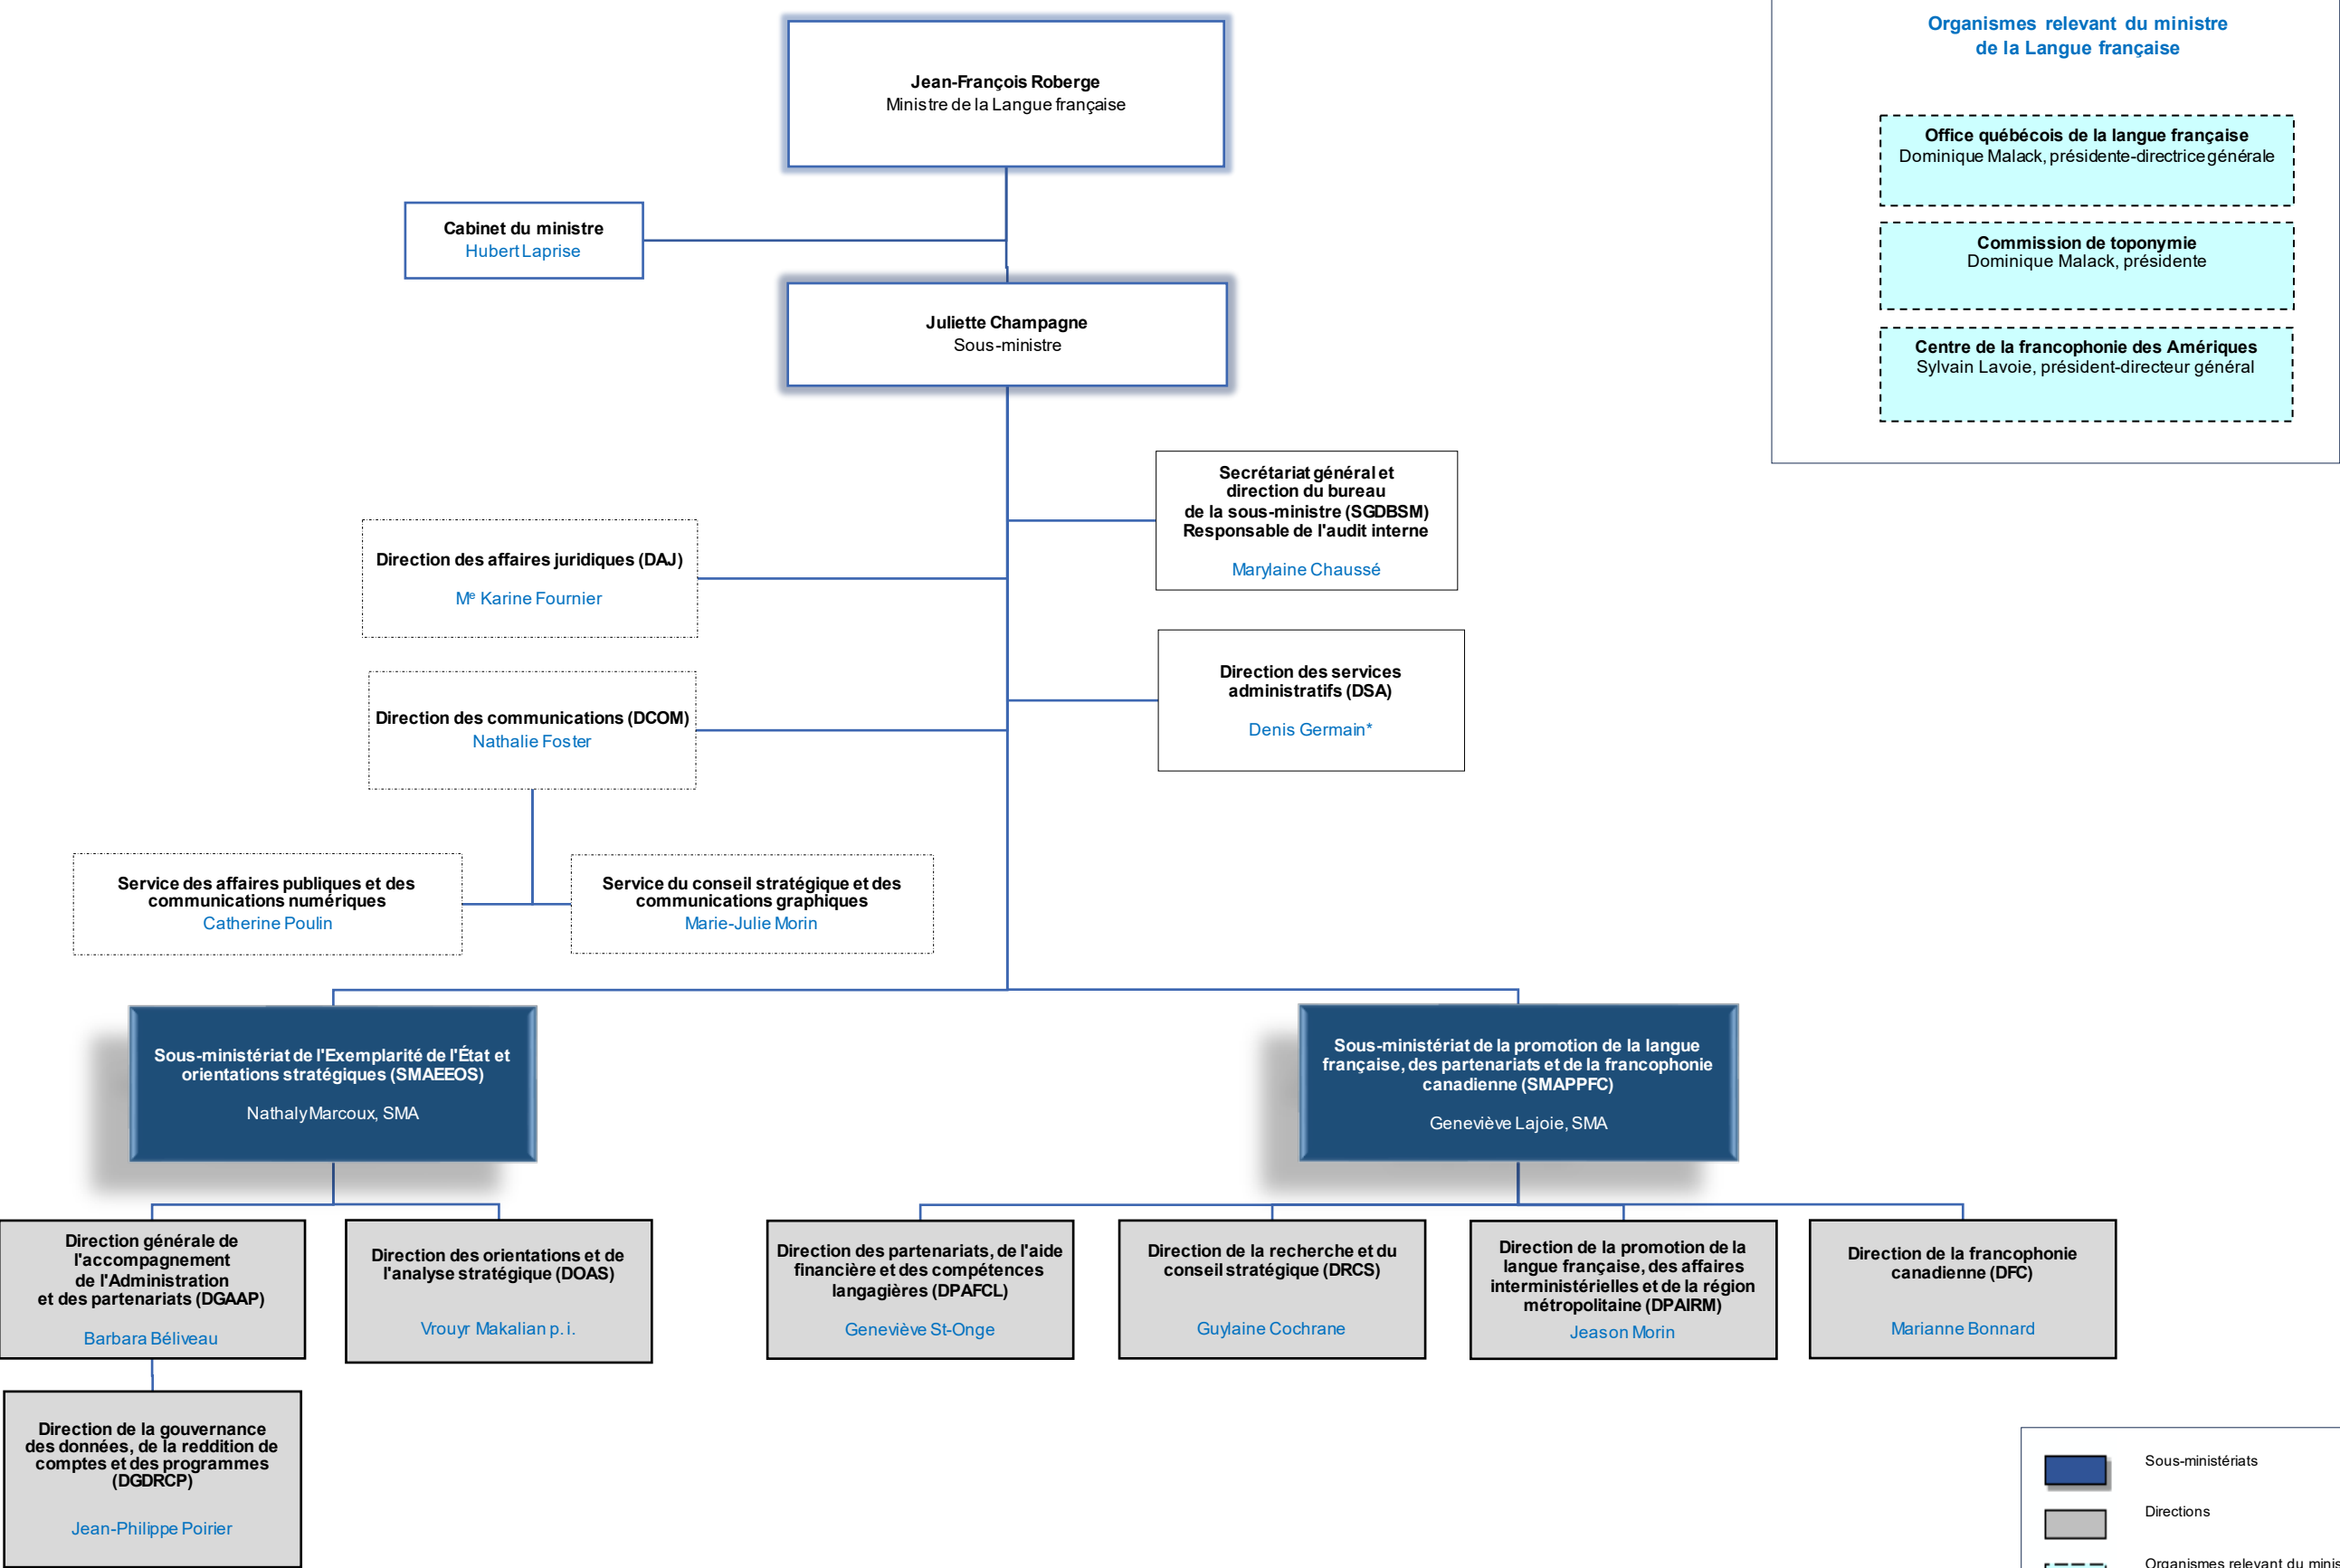 Organismes relevant du ministre
de la Langue française
Jean-François Roberge
Ministre de la Langue française
Office québécois de la langue française
Dominique Malack, présidente-directrice générale
Cabinet du ministre
Hubert Laprise
Commission de toponymie
Dominique Malack, présidente
Juliette Champagne
Sous-ministre
Centre de la francophonie des Amériques
Sylvain Lavoie, président-directeur général
Secrétariat général et
direction du bureau
de la sous-ministre (SGDBSM)
Responsable de l'audit interne
Marylaine Chaussé
Direction des affaires juridiques (DAJ)
Me Karine Fournier
Direction des services
administratifs (DSA)
Denis Germain*
Direction des communications (DCOM)
Nathalie Foster
Service des affaires publiques et des
communications numériques
Catherine Poulin
Service du conseil stratégique et des
communications graphiques
Marie-Julie Morin
Sous-ministériat de l'Exemplarité de l'État et
orientations stratégiques (SMAEEOS)
Nathaly Marcoux, SMA
Sous-ministériat de la promotion de la langue
française, des partenariats et de la francophonie
canadienne (SMAPPFC)
Geneviève Lajoie, SMA
Direction générale de
l'accompagnement
de l'Administration
et des partenariats (DGAAP)
Barbara Béliveau
Direction des orientations et de
l'analyse stratégique (DOAS)
Vrouyr Makalian p. i.
Direction des partenariats, de l'aide
financière et des compétences
langagières (DPAFCL)
Geneviève St-Onge
Direction de la recherche et du
conseil stratégique (DRCS)
Guylaine Cochrane
Direction de la promotion de la
langue française, des affaires
interministérielles et de la région
métropolitaine (DPAIRM)
Jeason Morin
Direction de la francophonie
canadienne (DFC)
Marianne Bonnard
Direction de la gouvernance
des données, de la reddition de
comptes et des programmes
(DGDRCP)
Jean-Philippe Poirier
Sous-ministériats
Directions
Organismes relevant du